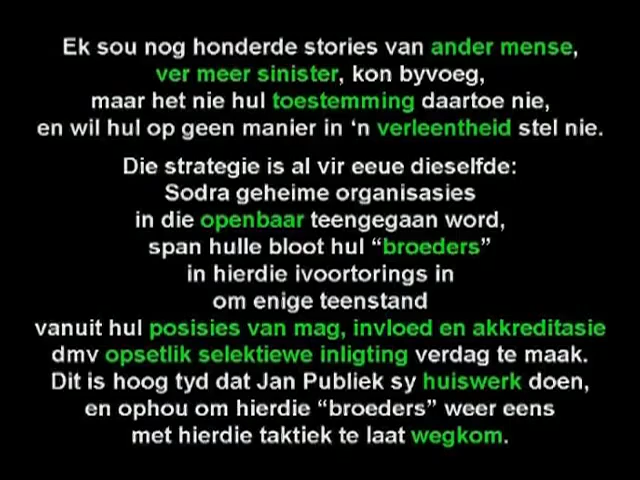 Ek sou nog honderde stories van ander mense,
ver meer sinister, kon byvoeg,
maar het nie hul toestemming daartoe nie,
en wil hul op geen manier in ‘n verleentheid stel nie.
Die strategie is al vir eeue dieselfde:
Sodra geheime organisasies
in die openbaar teengegaan word,
span hulle bloot hul “broeders”
in hierdie ivoortorings in
om enige teenstand
vanuit hul posisies van mag, invloed en akkreditasie
dmv opsetlik selektiewe inligting verdag te maak.
Dit is hoog tyd dat Jan Publiek sy huiswerk doen,
en ophou om hierdie “broeders” weer eens
met hierdie taktiek te laat wegkom.